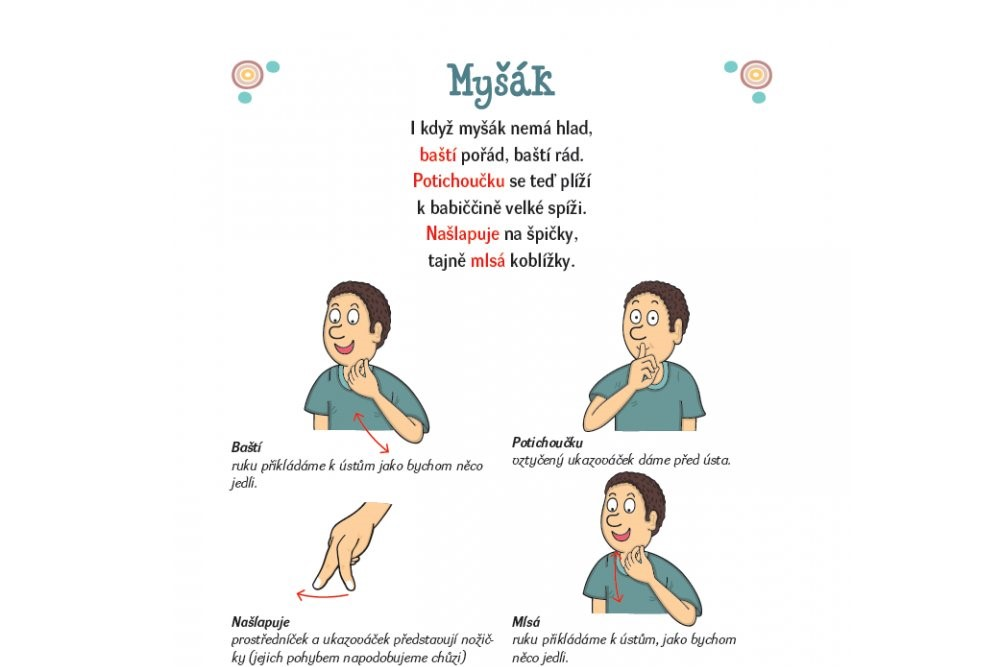 Myšák
I když myšák nemá hlad,
baští pořád, baští rád.
Potichoučku se teď plíží
k babiččině velké spíži.
Našlapuje na špičky,
tajně mlsá koblížky.
Baští
ruku přikládáme k ústům jako bychom něco
jedli.
Potichoučku
vztyčený ukazováček dáme před ústa.
Našlapuje
prostředníček a ukazováček představují nožič-
ky (jejich pohybem napodobujeme chůzi)
Mlsá
ruku přikládáme k ústům, jako bychom
něco jedli.